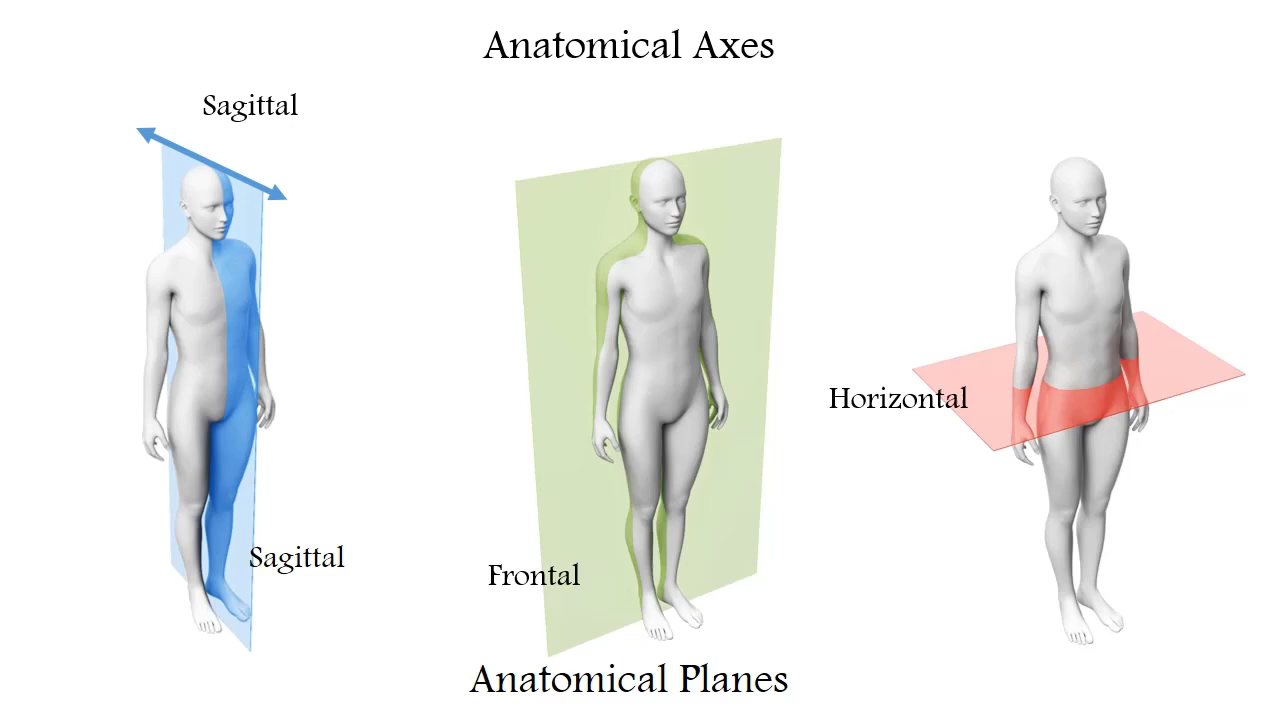 Anatomical Axes
Sagittal
Horizontal
Sagittal
Frontal
Anatomical Planes